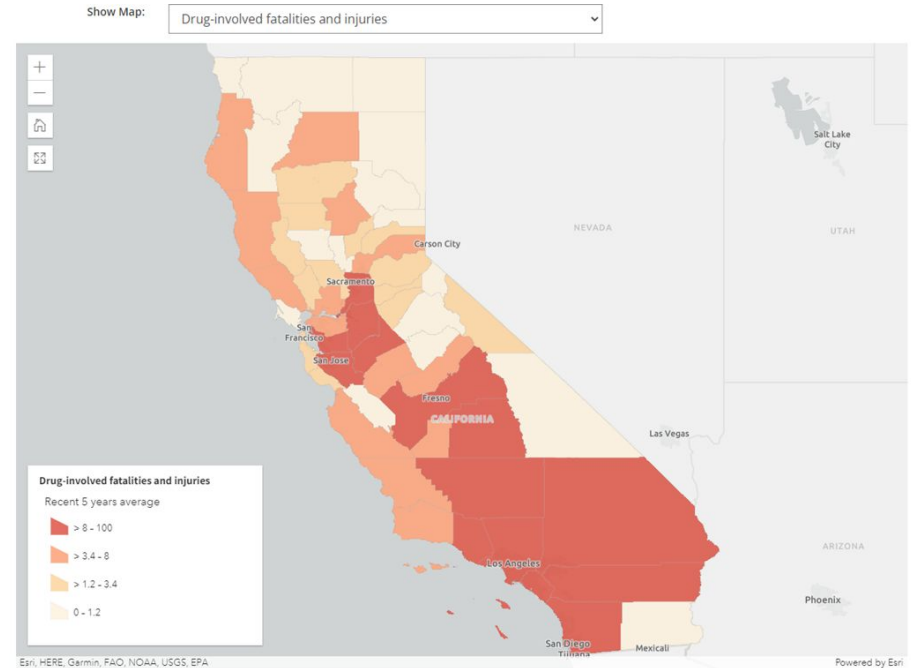 Show Map:
Drug-involved fatalities and injuries
+
−
Salt Lake
City
NEVADA
UTAH
Carson City
Sacramento
San
Francisco
San Jose
Fresno
CALIFORNIA
Las Vegas
Drug-involved fatalities and injuries
Recent 5 years average
> 8 - 100
> 3.4 - 8
> 1.2 - 3.4
0 - 1.2
Los Angeles
ARIZONA
Phoenix
San Diego
Tijuana
Mexicali
Esri, HERE, Garmin, FAO, NOAA, USGS, EPA
Powered by Esri